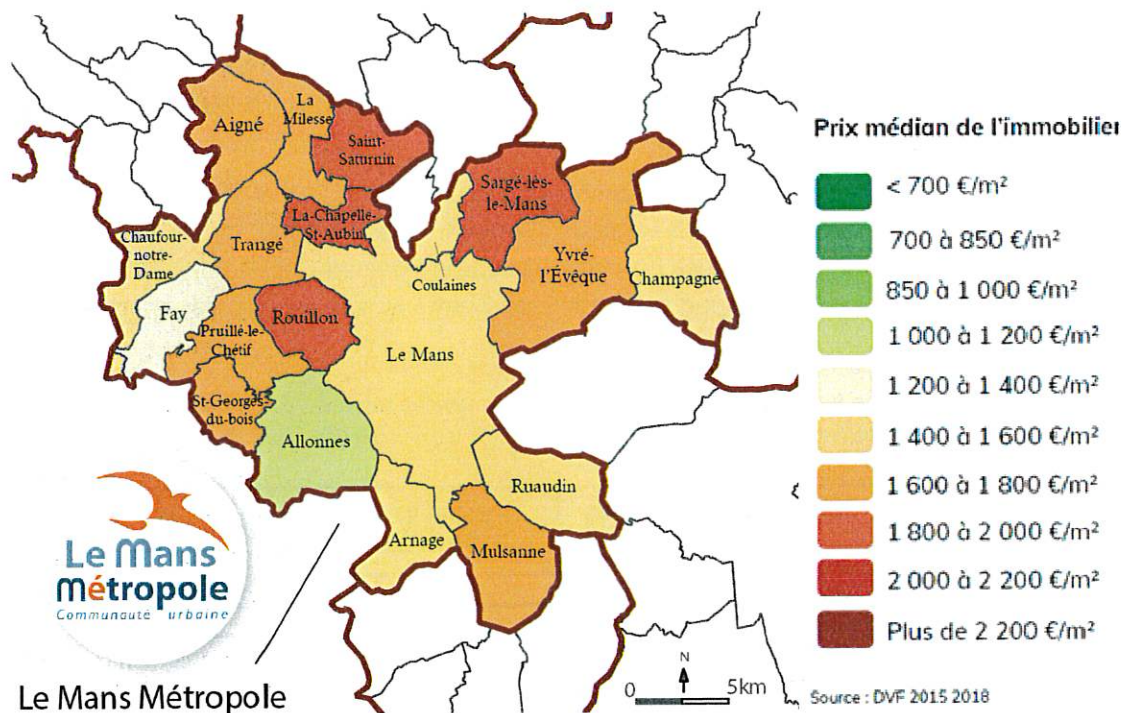 Aigné
La
Milesse
Saint-
Saturnin
Sargé-lès-
le-Mans
La-Chapelle-
St-Aubin
Chaufour-
notre-
Dame
Trangé
Yvré-
l'Évêque
Champagne
Coulaines
Fay
Pruillé-le-
Chétif
Rouillon
Le Mans
St-Georges-
du-bois
Allonnes
Ruaudin
Arnage
Mulsanne
Le Mans
Métropole
Communauté urbaine
Le Mans Métropole
N
0 5km
Prix médian de l'immobilier
< 700 €/m²
700 à 850 €/m²
850 à 1 000 €/m²
1 000 à 1 200 €/m²
1 200 à 1 400 €/m²
1 400 à 1 600 €/m²
1 600 à 1 800 €/m²
1 800 à 2 000 €/m²
2 000 à 2 200 €/m²
Plus de 2 200 €/m²
Source : DVF 2015 2018